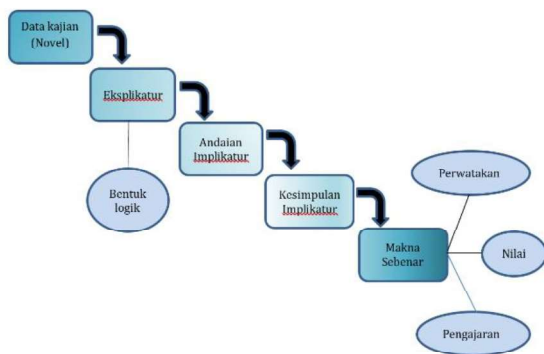 Data kajian
(Novel)
Eksplikatur
Andaian
Implikatur
Bentuk
logik
Kesimpulan
Implikatur
Perwatakan
Makna
Sebenar
Nilai
Pengajaran